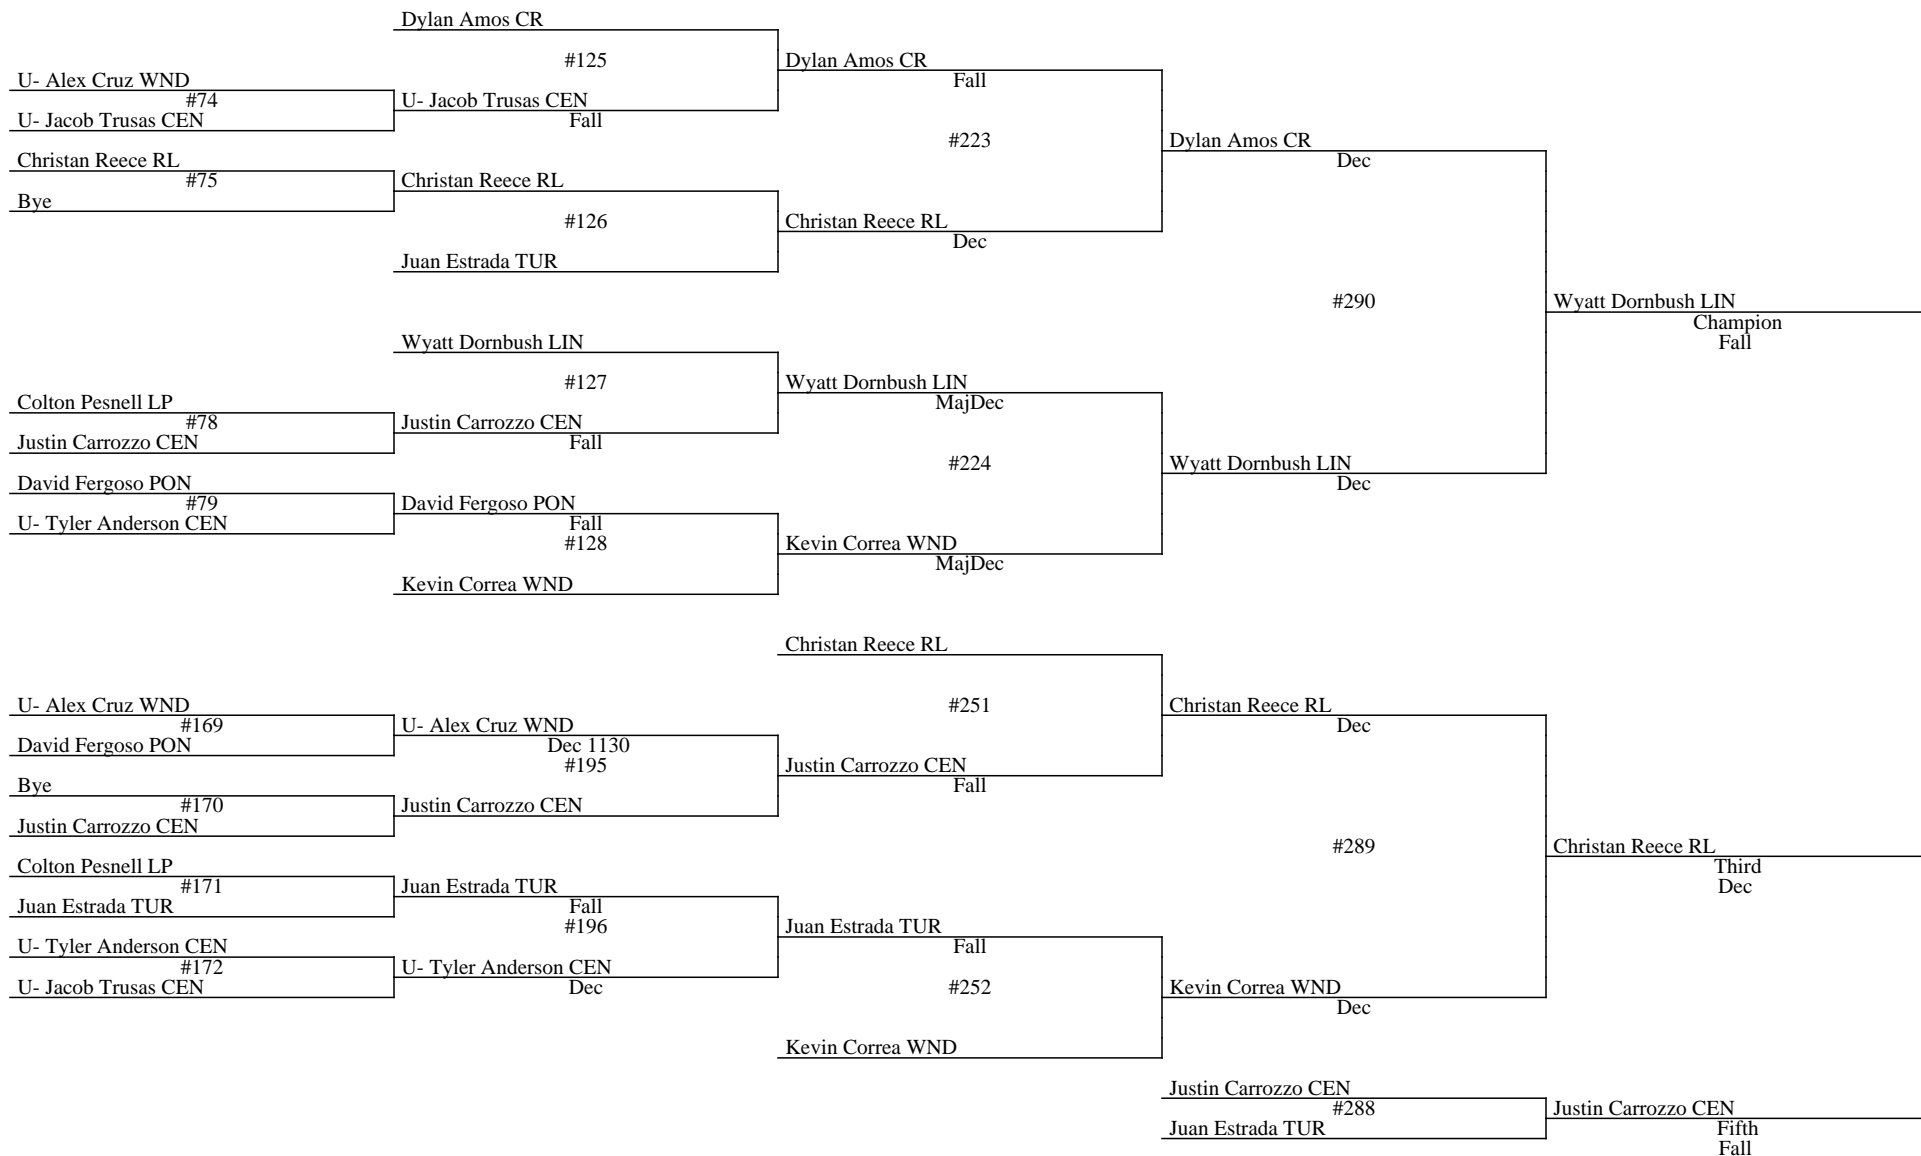 Dylan Amos CR
#125
Dylan Amos CR
Fall
U- Alex Cruz WND
#74
U- Jacob Trusas CEN
U- Jacob Trusas CEN
Fall
#223
Dylan Amos CR
Dec
Christan Reece RL
#75
Bye
Christan Reece RL
#126
Christan Reece RL
Dec
Juan Estrada TUR
#290
Wyatt Dornbush LIN
Champion
Fall
Wyatt Dornbush LIN
#127
Wyatt Dornbush LIN
MajDec
Colton Pesnell LP
#78
Justin Carrozzo CEN
Justin Carrozzo CEN
Fall
#224
Wyatt Dornbush LIN
Dec
David Fergoso PON
#79
U- Tyler Anderson CEN
David Fergoso PON
Fall
#128
Kevin Correa WND
MajDec
Kevin Correa WND
Christan Reece RL
#251
Christan Reece RL
Dec
U- Alex Cruz WND
#169
David Fergoso PON
U- Alex Cruz WND
Dec 1130
#195
Justin Carrozzo CEN
Fall
Bye
#170
Justin Carrozzo CEN
Justin Carrozzo CEN
#289
Christan Reece RL
Third
Dec
Colton Pesnell LP
#171
Juan Estrada TUR
Juan Estrada TUR
Fall
#196
Juan Estrada TUR
Fall
U- Tyler Anderson CEN
#172
U- Jacob Trusas CEN
U- Tyler Anderson CEN
Dec
#252
Kevin Correa WND
Dec
Kevin Correa WND
Justin Carrozzo CEN
#288
Juan Estrada TUR
Justin Carrozzo CEN
Fifth
Fall